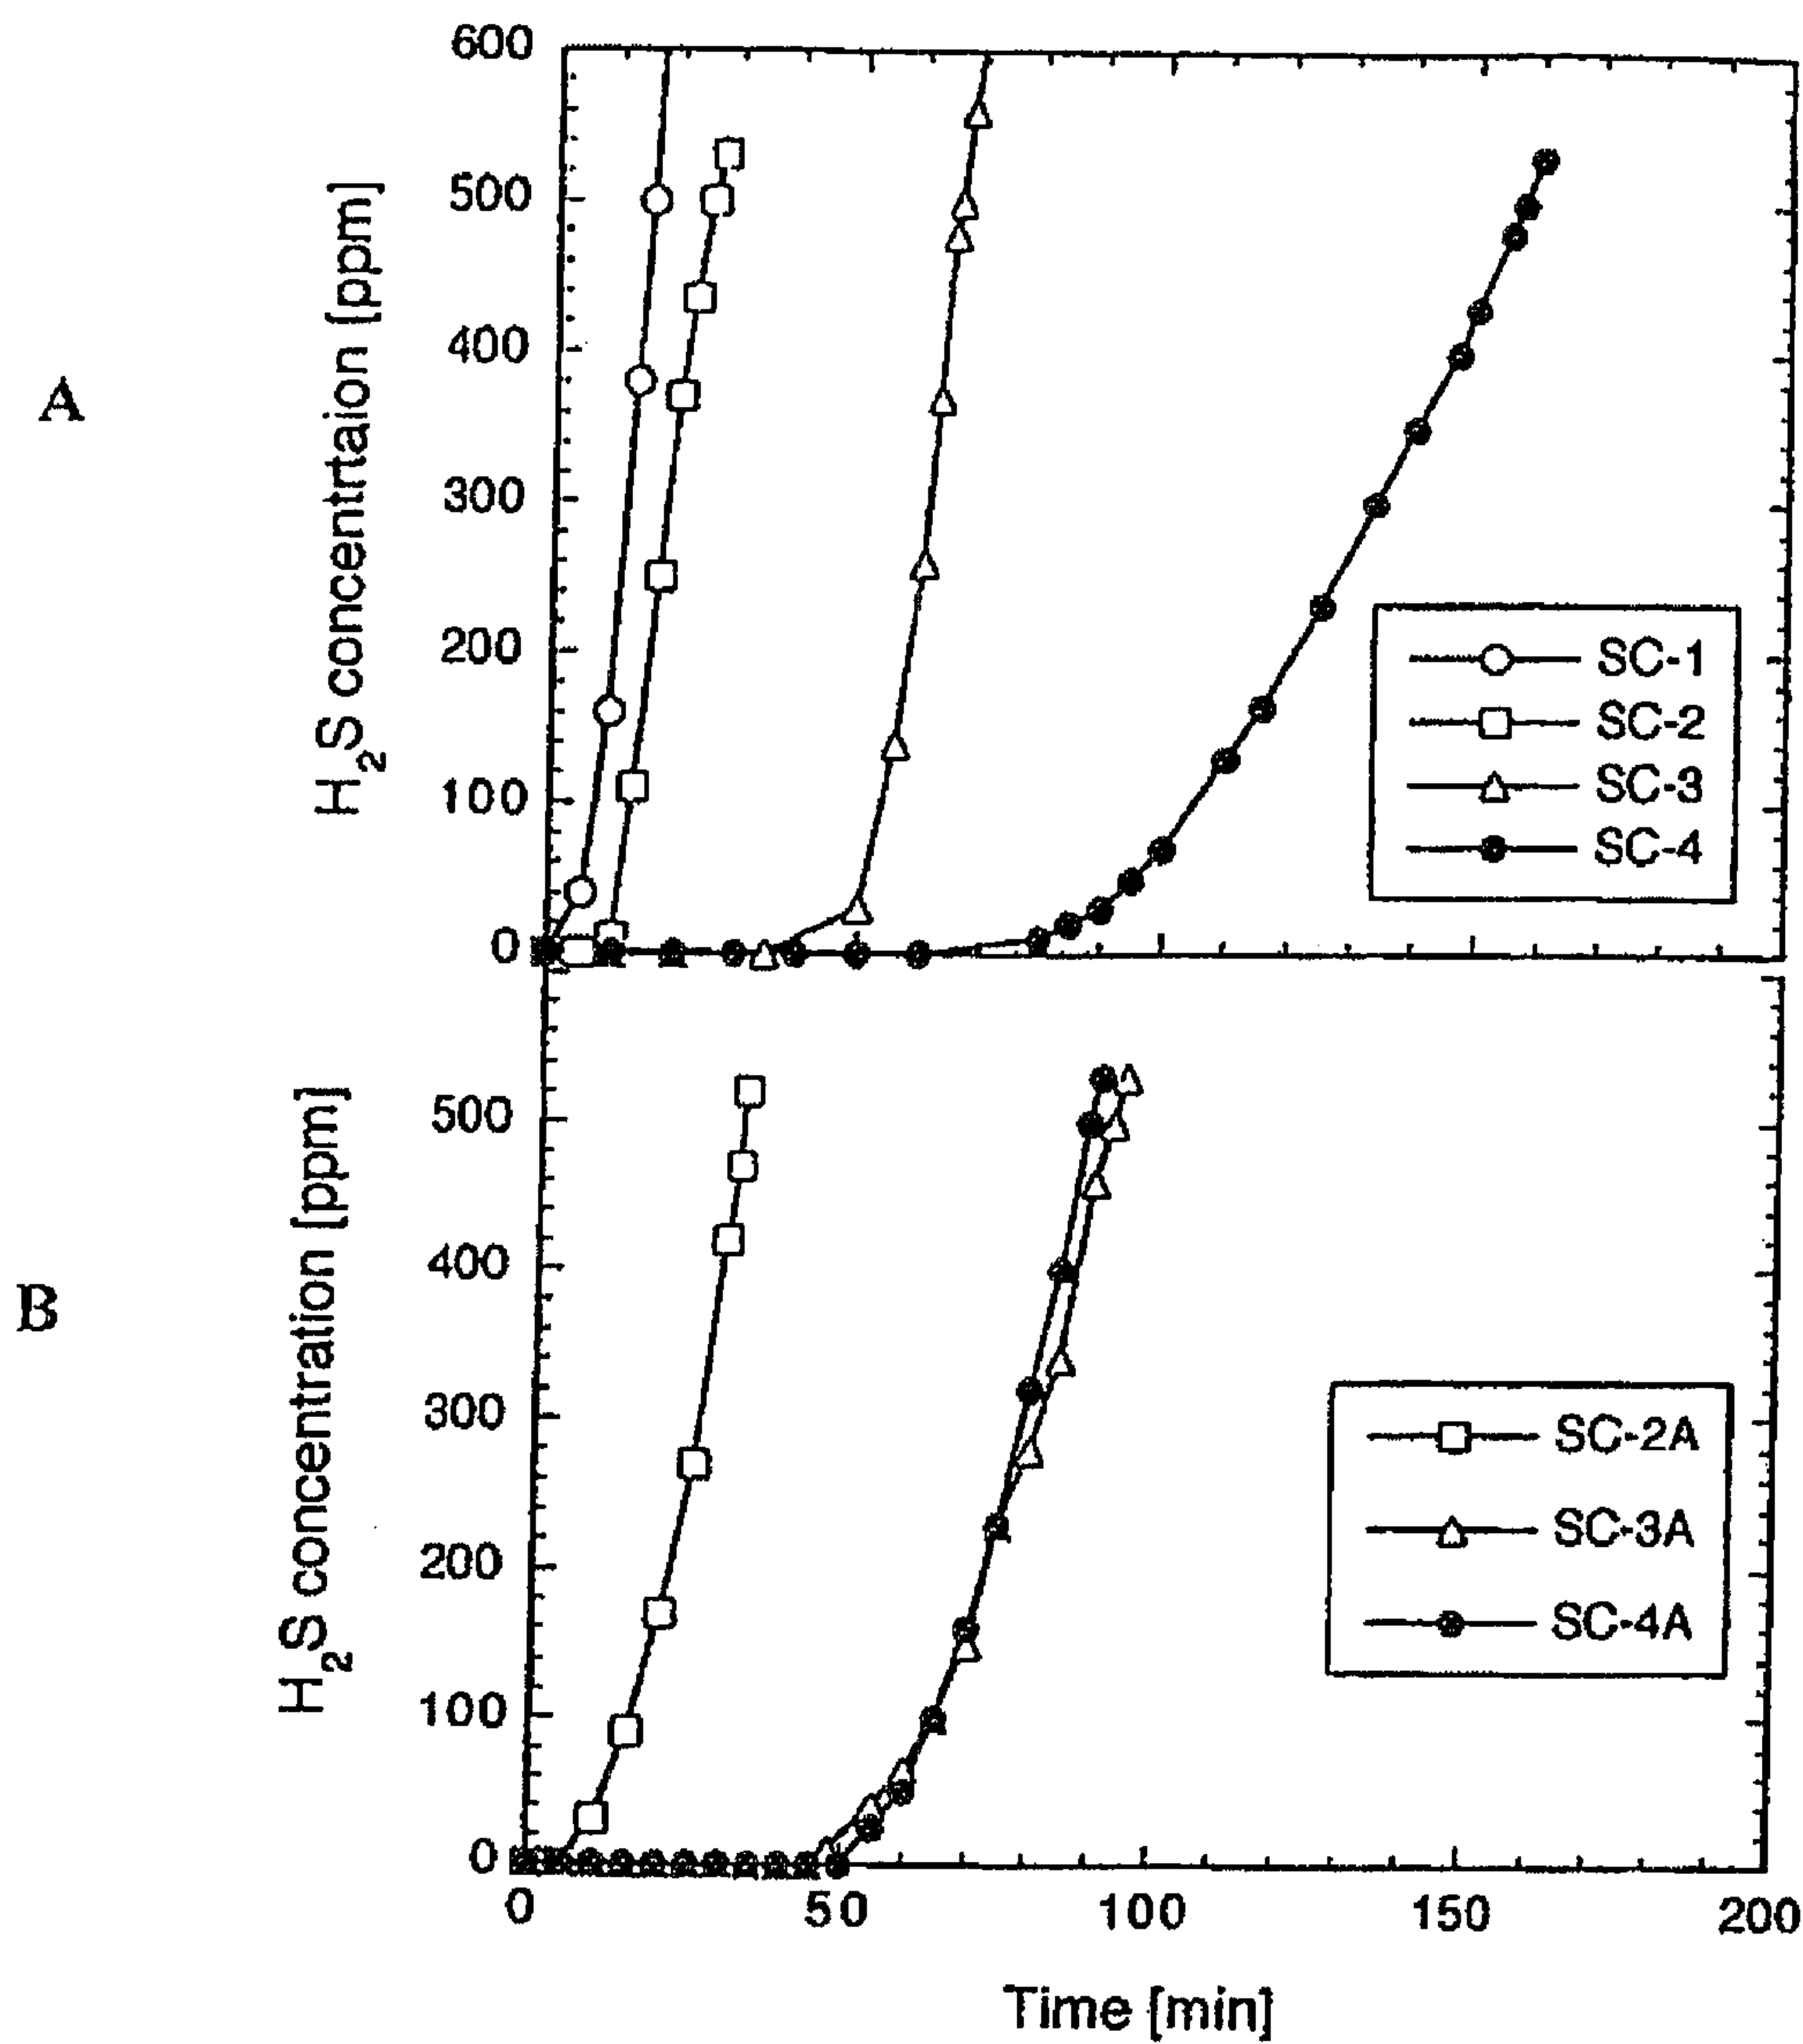 A
H₂S concentrtaion [ppm]
600
500
400
300
200
100
0
SC-1
SC-2
SC-3
SC-4
B
H₂S concentration [ppm]
500
400
300
200
100
0
SC-2A
SC-3A
SC-4A
0 50 100 150 200
Time [min]